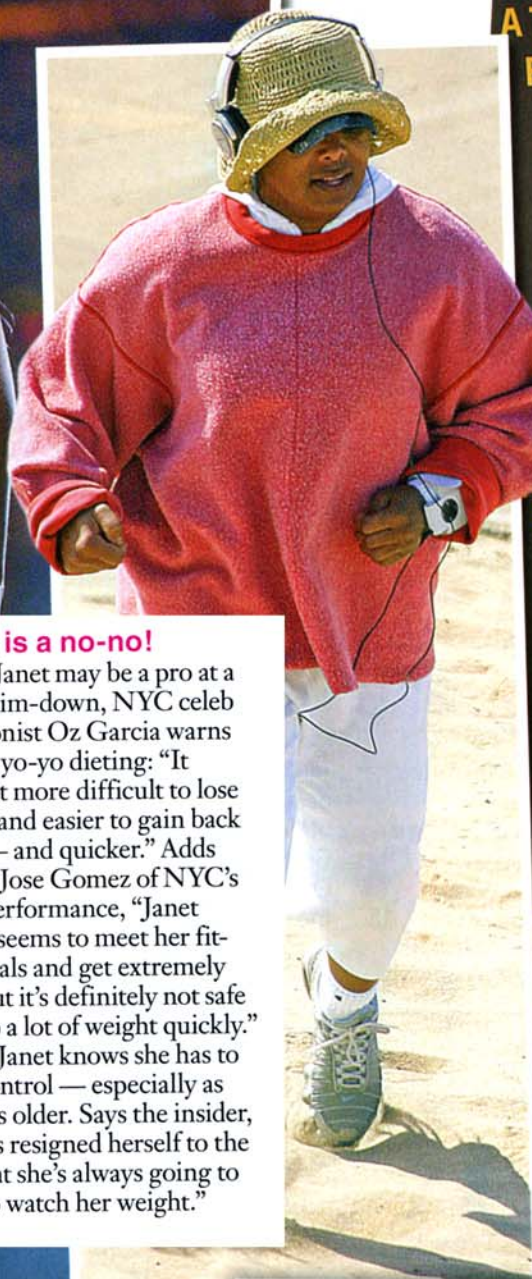 A
is a no-no!
Janet may be a pro at a
im-down, NYC celeb
onist Oz Garcia warns
yo-yo dieting: “It
t more difficult to lose
and easier to gain back
– and quicker.” Adds
Jose Gomez of NYC’s
erformance, “Janet
seems to meet her fit-
als and get extremely
ut it’s definitely not safe
a lot of weight quickly.”
Janet knows she has to
ntrol — especially as
s older. Says the insider,
s resigned herself to the
at she’s always going to
watch her weight.”